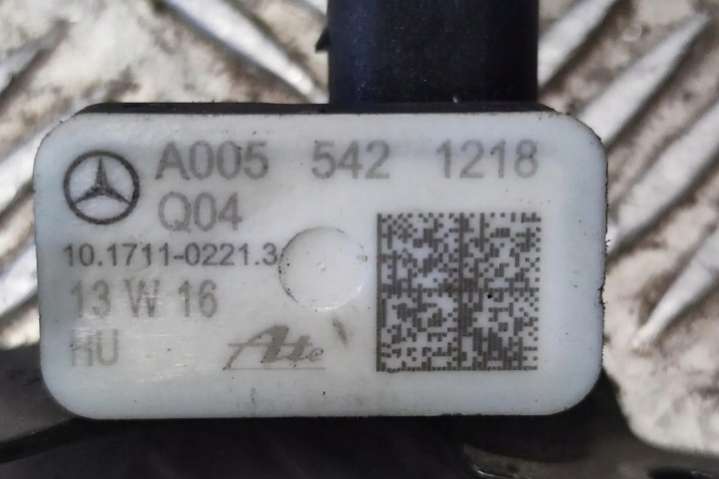 A005 542 1218
Q04
10.1711-0221.3
13 W 16
HU
Ate